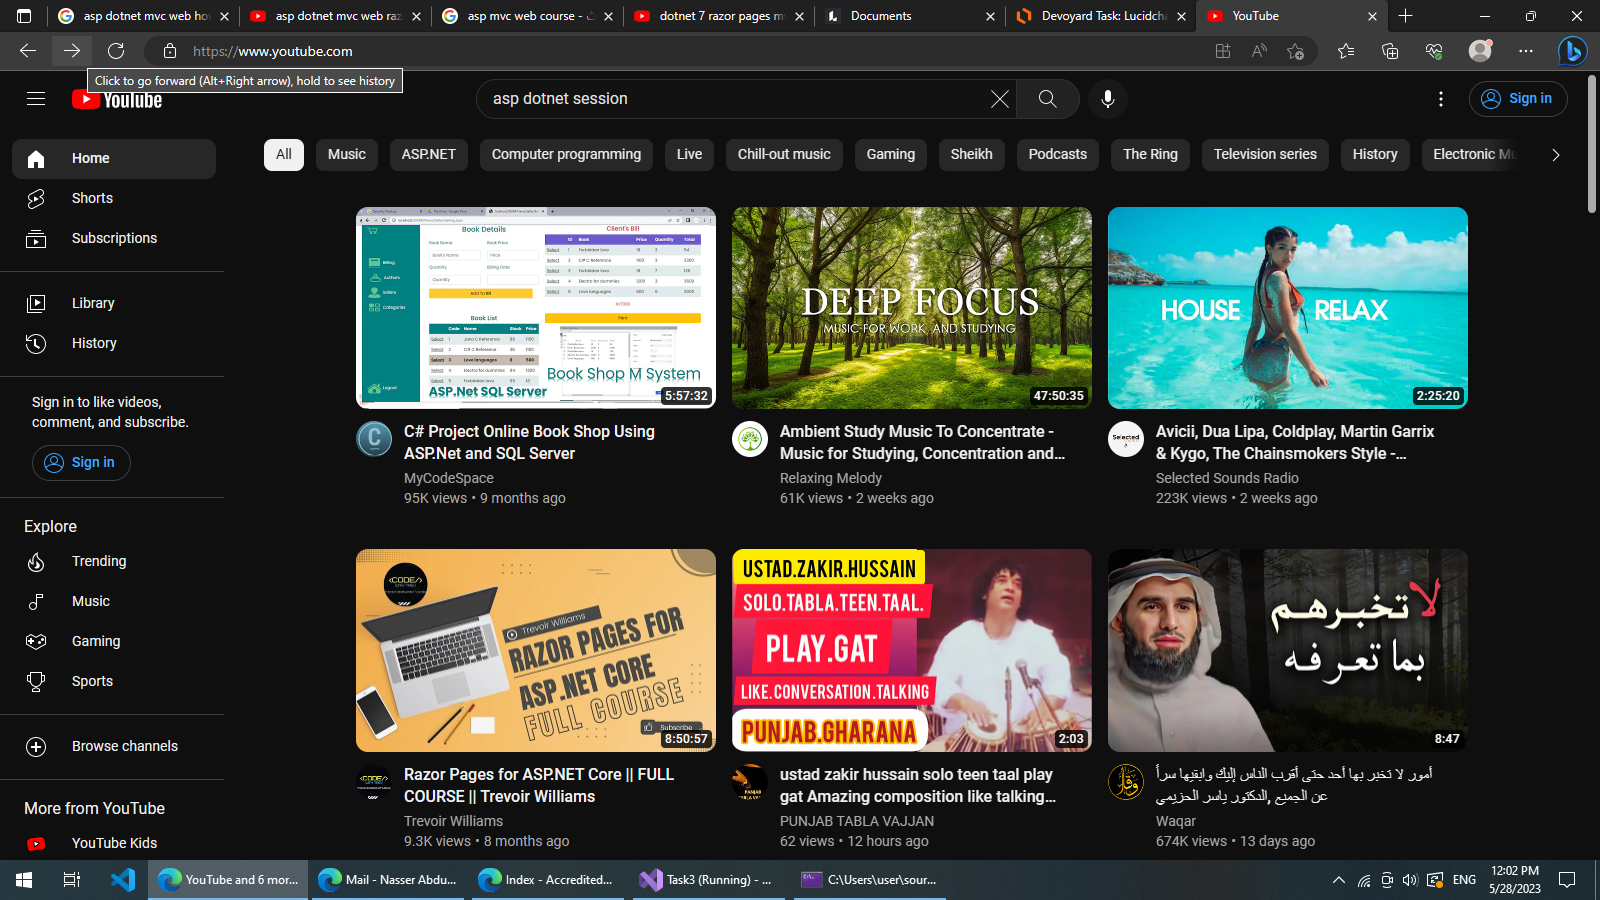 asp dotnet mvc web ho
asp dotnet mvc web raz
asp mvc web course -
dotnet 7 razor pages m
Documents
Devoyard Task: Lucidcha
YouTube
https://www.youtube.com
Click to go forward (Alt+Right arrow), hold to see history
YouTube
asp dotnet session
Sign in
Home
Shorts
Subscriptions
Library
History
Sign in to like videos,
comment, and subscribe.
Sign in
Explore
Trending
Music
Gaming
Sports
Browse channels
More from YouTube
YouTube Kids
All
Music
ASP.NET
Computer programming
Live
Chill-out music
Gaming
Sheikh
Podcasts
The Ring
Television series
History
Electronic Mu
Book Details
Client's Bill
Book List
Add To Bill
Print
Book Shop M System
ASP.Net SQL Server
5:57:32
C# Project Online Book Shop Using
ASP.Net and SQL Server
MyCodeSpace
95K views • 9 months ago
DEEP FOCUS
MUSIC FOR WORK AND STUDYING
47:50:35
Ambient Study Music To Concentrate -
Music for Studying, Concentration and...
Relaxing Melody
61K views • 2 weeks ago
HOUSE RELAX
2:25:20
Selected
Avicii, Dua Lipa, Coldplay, Martin Garrix
& Kygo, The Chainsmokers Style -...
Selected Sounds Radio
223K views • 2 weeks ago
Trevoir Williams
RAZOR PAGES FOR
ASP.NET CORE
FULL COURSE
Subscribe
8:50:57
Razor Pages for ASP.NET Core || FULL
COURSE || Trevoir Williams
Trevoir Williams
9.3K views • 8 months ago
USTAD.ZAKIR.HUSSAIN
SOLO.TABLA.TEEN.TAAL.
PLAY.GAT
LIKE.CONVERSATION.TALKING
PUNJAB.GHARANA
2:03
ustad zakir hussain solo teen taal play
gat Amazing composition like talking...
PUNJAB TABLA VAJJAN
62 views • 12 hours ago
لا تخبرهم
بما تعرفه
8:47
أمور لا تخبر بها أحد حتى أقرب الناس إليك وابقيها سراً
عن الجميع ,الدكتور ياسر الحزيمي
Waqar
674K views • 13 days ago
YouTube and 6 mor...
Mail - Nasser Abdu...
Index - Accredited...
Task3 (Running) - ...
C:\Users\user\sour...
ENG
12:02 PM
5/28/2023